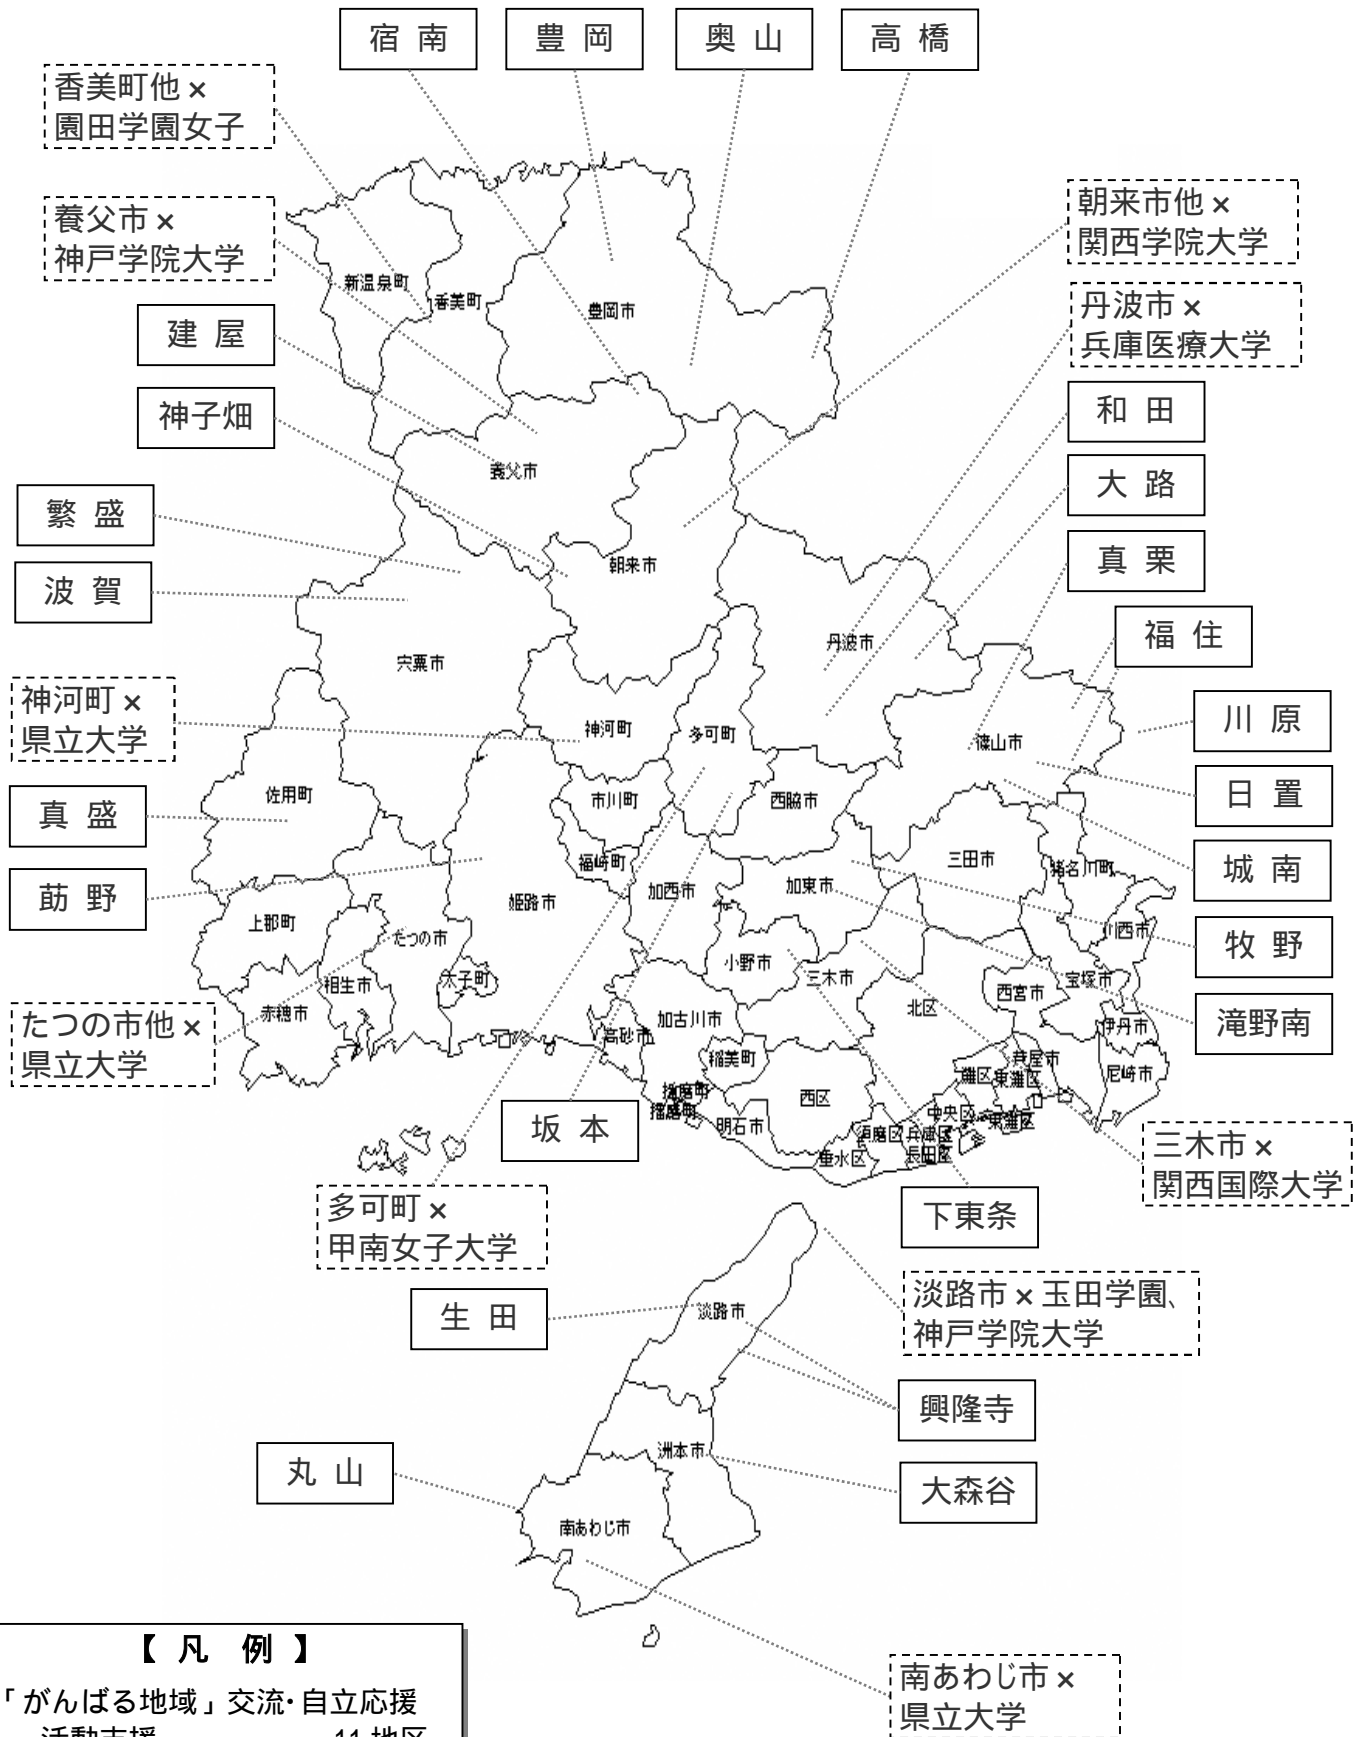 宿 南
豊 岡
奥 山
高 橋
香美町他×
園田学園女子
養父市×
神戸学院大学
朝来市他×
関西学院大学
丹波市×
兵庫医療大学
建 屋
神子畑
和 田
大 路
真 栗
繁 盛
波 賀
福 住
神河町×
県立大学
川 原
日 置
真 盛
莇 野
城 南
牧 野
滝野南
たつの市他×
県立大学
坂 本
三木市×
関西国際大学
多可町×
甲南女子大学
下東条
淡路市×玉田学園、
神戸学院大学
生 田
興隆寺
大森谷
丸 山
南あわじ市×
県立大学
新温泉町
香美町
豊岡市
養父市
朝来市
丹波市
宍粟市
神河町
多可町
篠山市
佐用町
市川町
西脇市
福崎町
加西市
加東市
三田市
猪名川町
姫路市
上郡町
たつの市
相生市
太子町
赤穂市
小野市
三木市
北区
川西市
宝塚市
西宮市
伊丹市
加古川市
高砂市
稲美町
播磨町
播磨町
明石市
西区
芦屋市
灘区
東灘区
尼崎市
中央区
東灘区
須磨区
兵庫区
長田区
垂水区
淡路市
洲本市
南あわじ市
【 凡 例 】
「がんばる地域」交流・自立応援
活動支援 11 地区